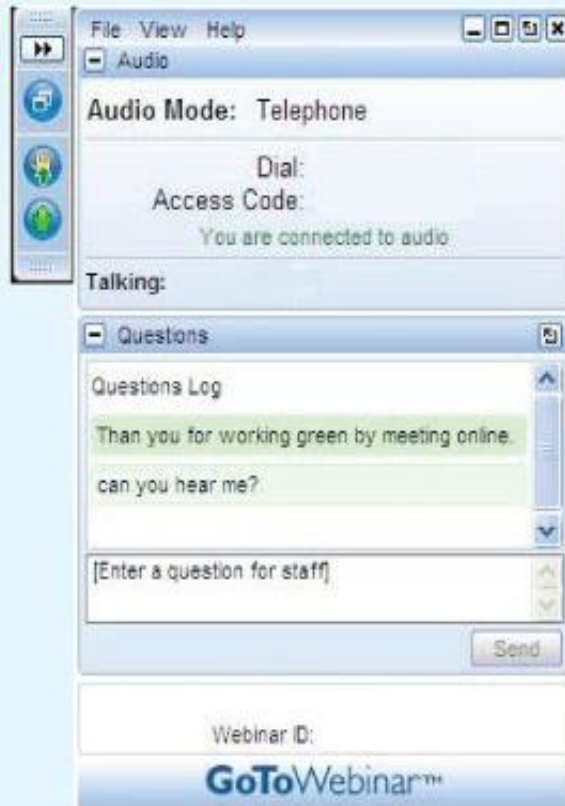 File View Help
Audio
Audio Mode: Telephone
Dial:
Access Code:
You are connected to audio
Talking:
Questions
Questions Log
Than you for working green by meeting online.
can you hear me?
[Enter a question for staff]
Send
Webinar ID:
GoToWebinar™